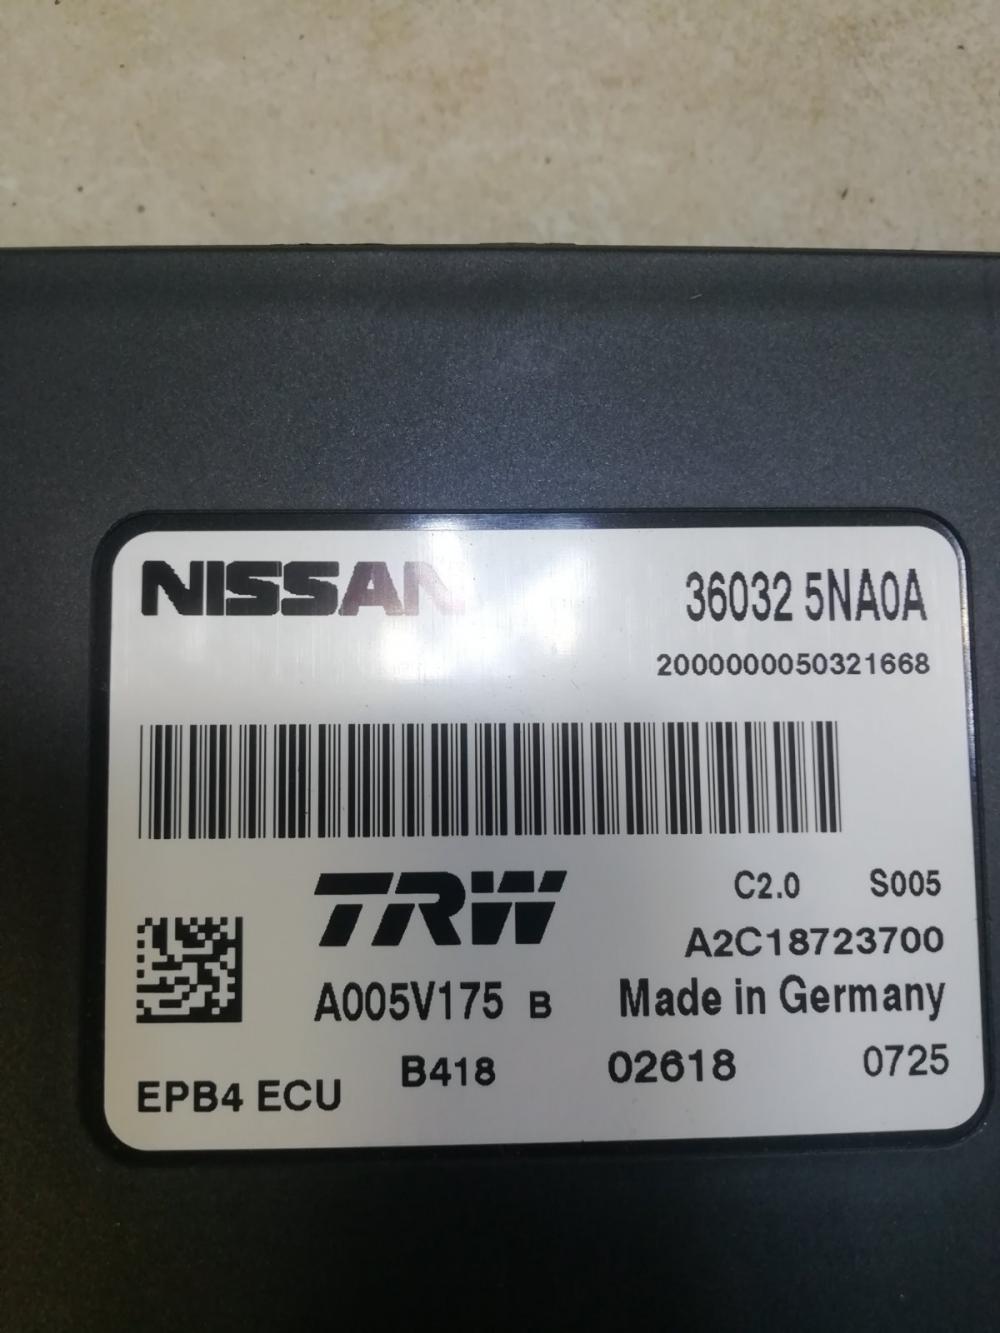 NISSAN 36032 5NA0A
2000000050321668
TRW C2.0 S005
A2C18723700
A005V175 B Made in Germany
EPB4 ECU B418 02618 0725